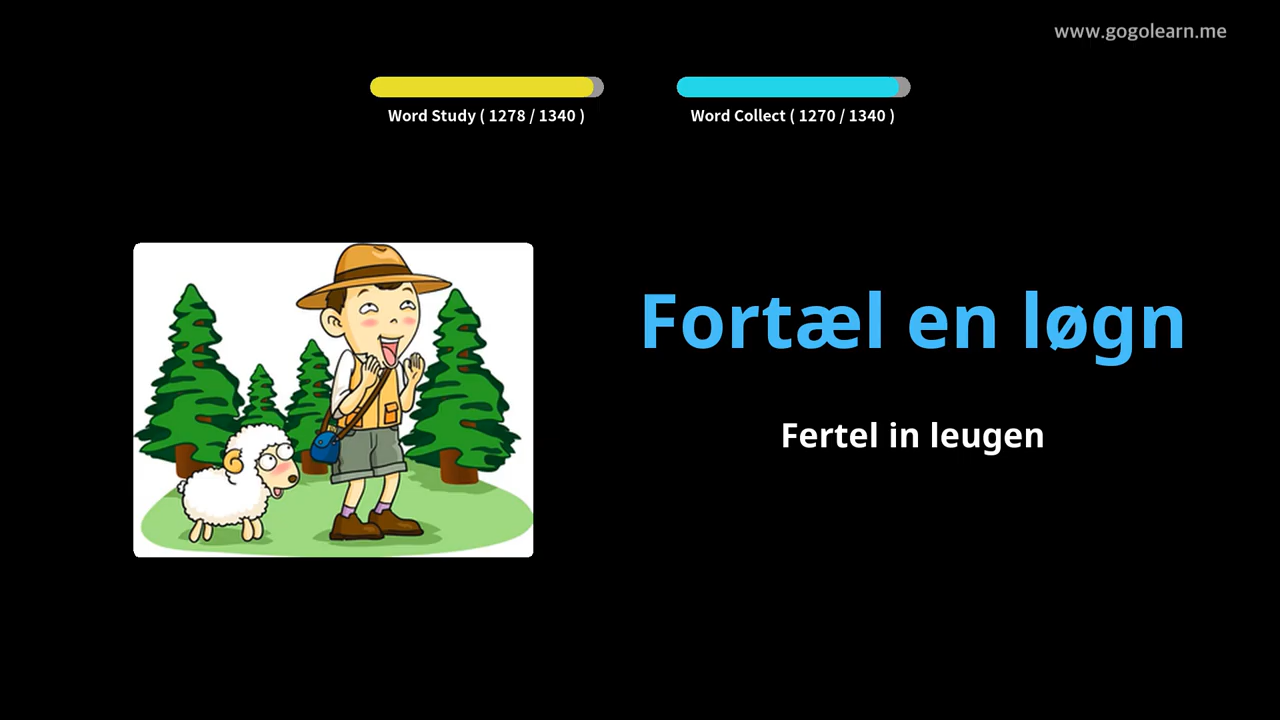 www.gogolearn.me
Word Study ( 1278 / 1340 )
Word Collect ( 1270 / 1340 )
Fortæl en løgn
Fertel in leugen